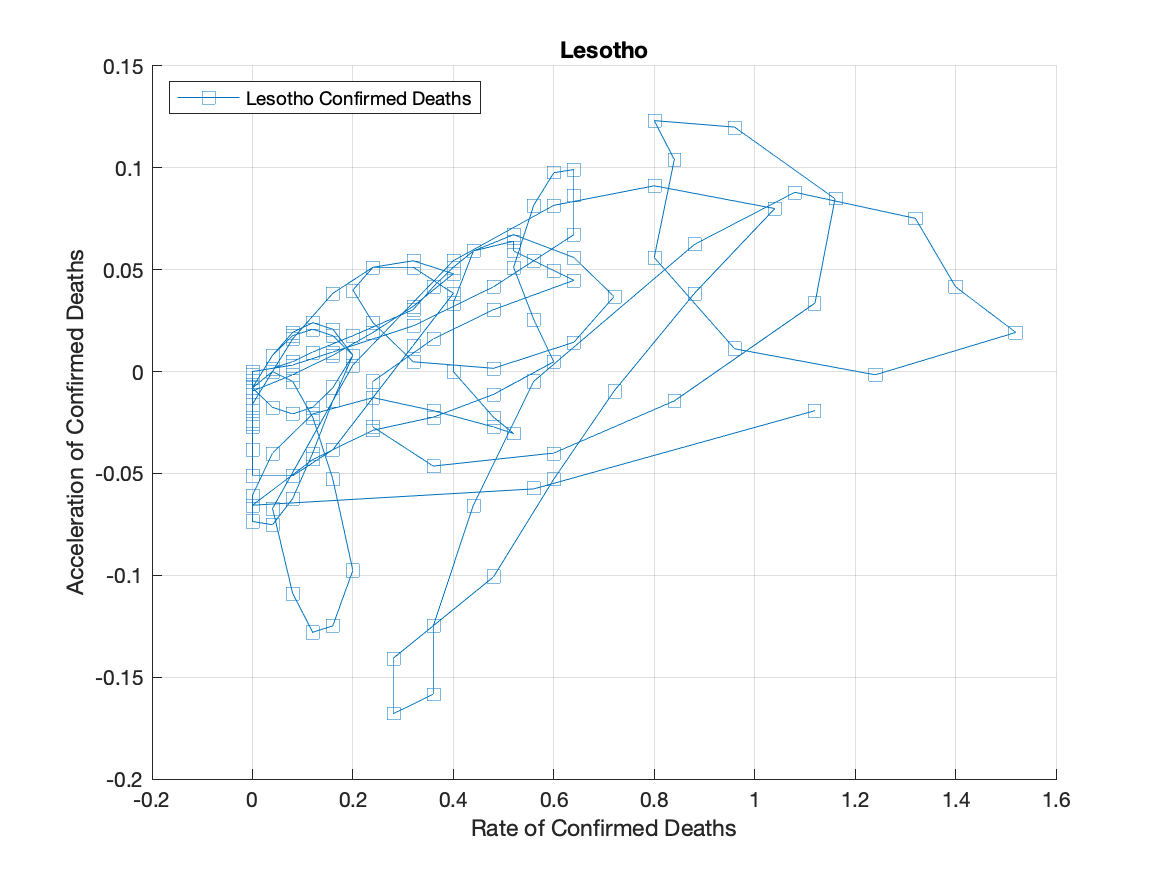 Lesotho
Lesotho Confirmed Deaths
0.15
0.1
0.05
0
-0.05
-0.1
-0.15
-0.2
Acceleration of Confirmed Deaths
-0.2 0 0.2 0.4 0.6 0.8 1 1.2 1.4 1.6
Rate of Confirmed Deaths